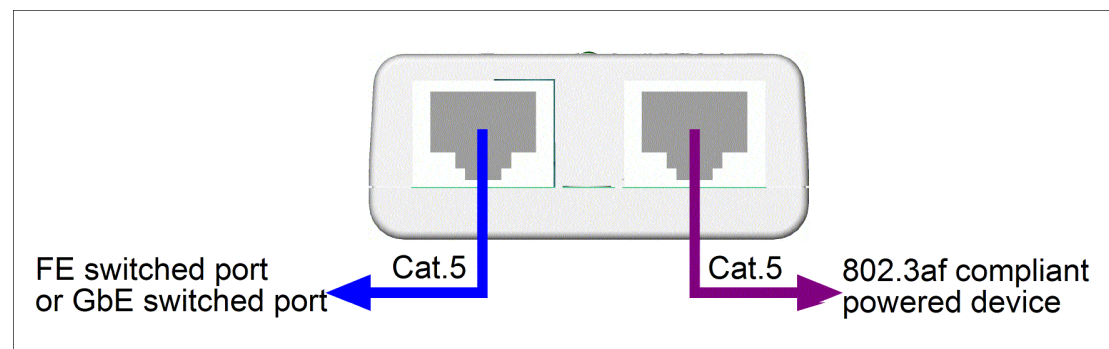 FE switched port
or GbE switched port
Cat.5
Cat.5
802.3af compliant
powered device